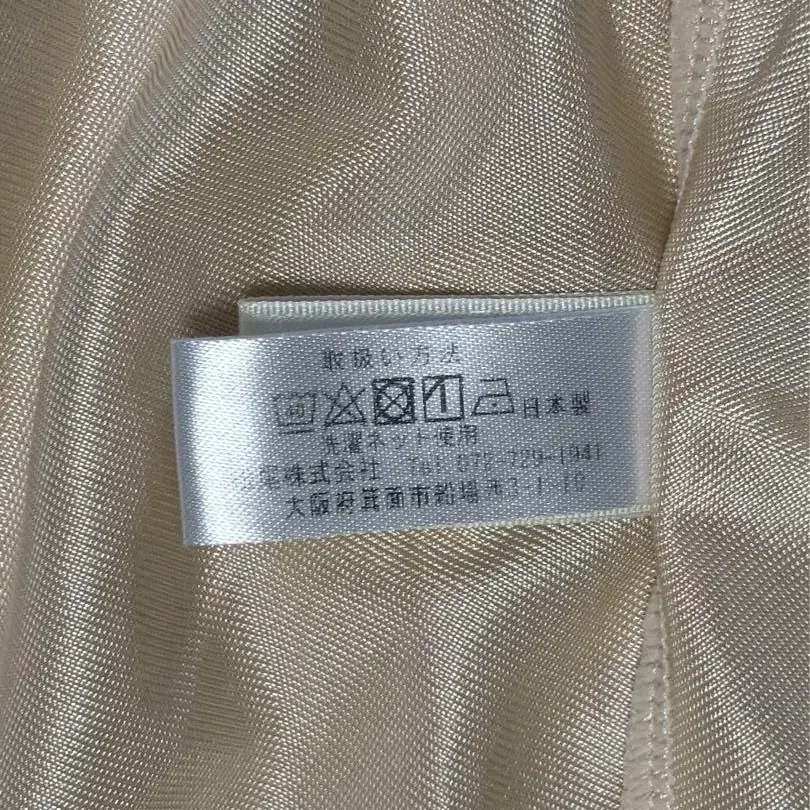 取扱い方法
40 日本製
洗濯ネット使用
株式会社 Tel 072-729-1941
大阪府箕面市船場 3-1-10